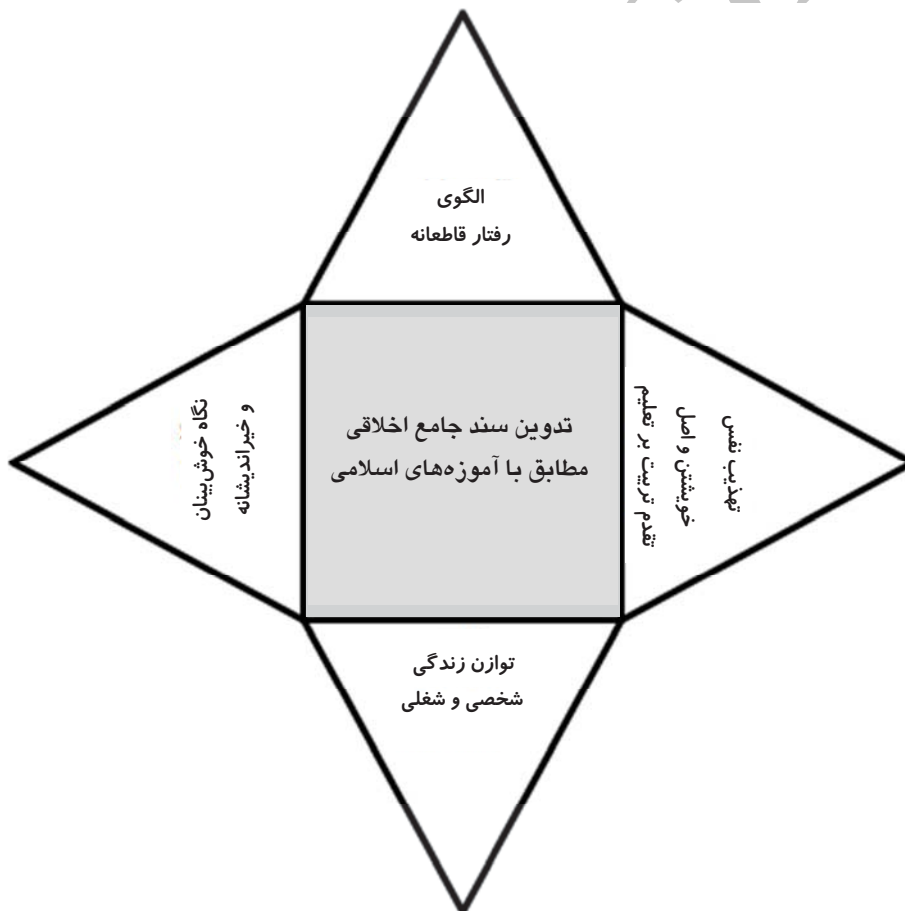 الگوی
رفتار قاطعانه
تهذیب نفس
خویشتن و اصل
تقدم تربیت بر تعلیم
تدوین سند جامع اخلاقی
مطابق با آموزه‌های اسلامی
نگاه خوش‌بینان
و خیراندیشانه
توازن زندگی
شخصی و شغلی